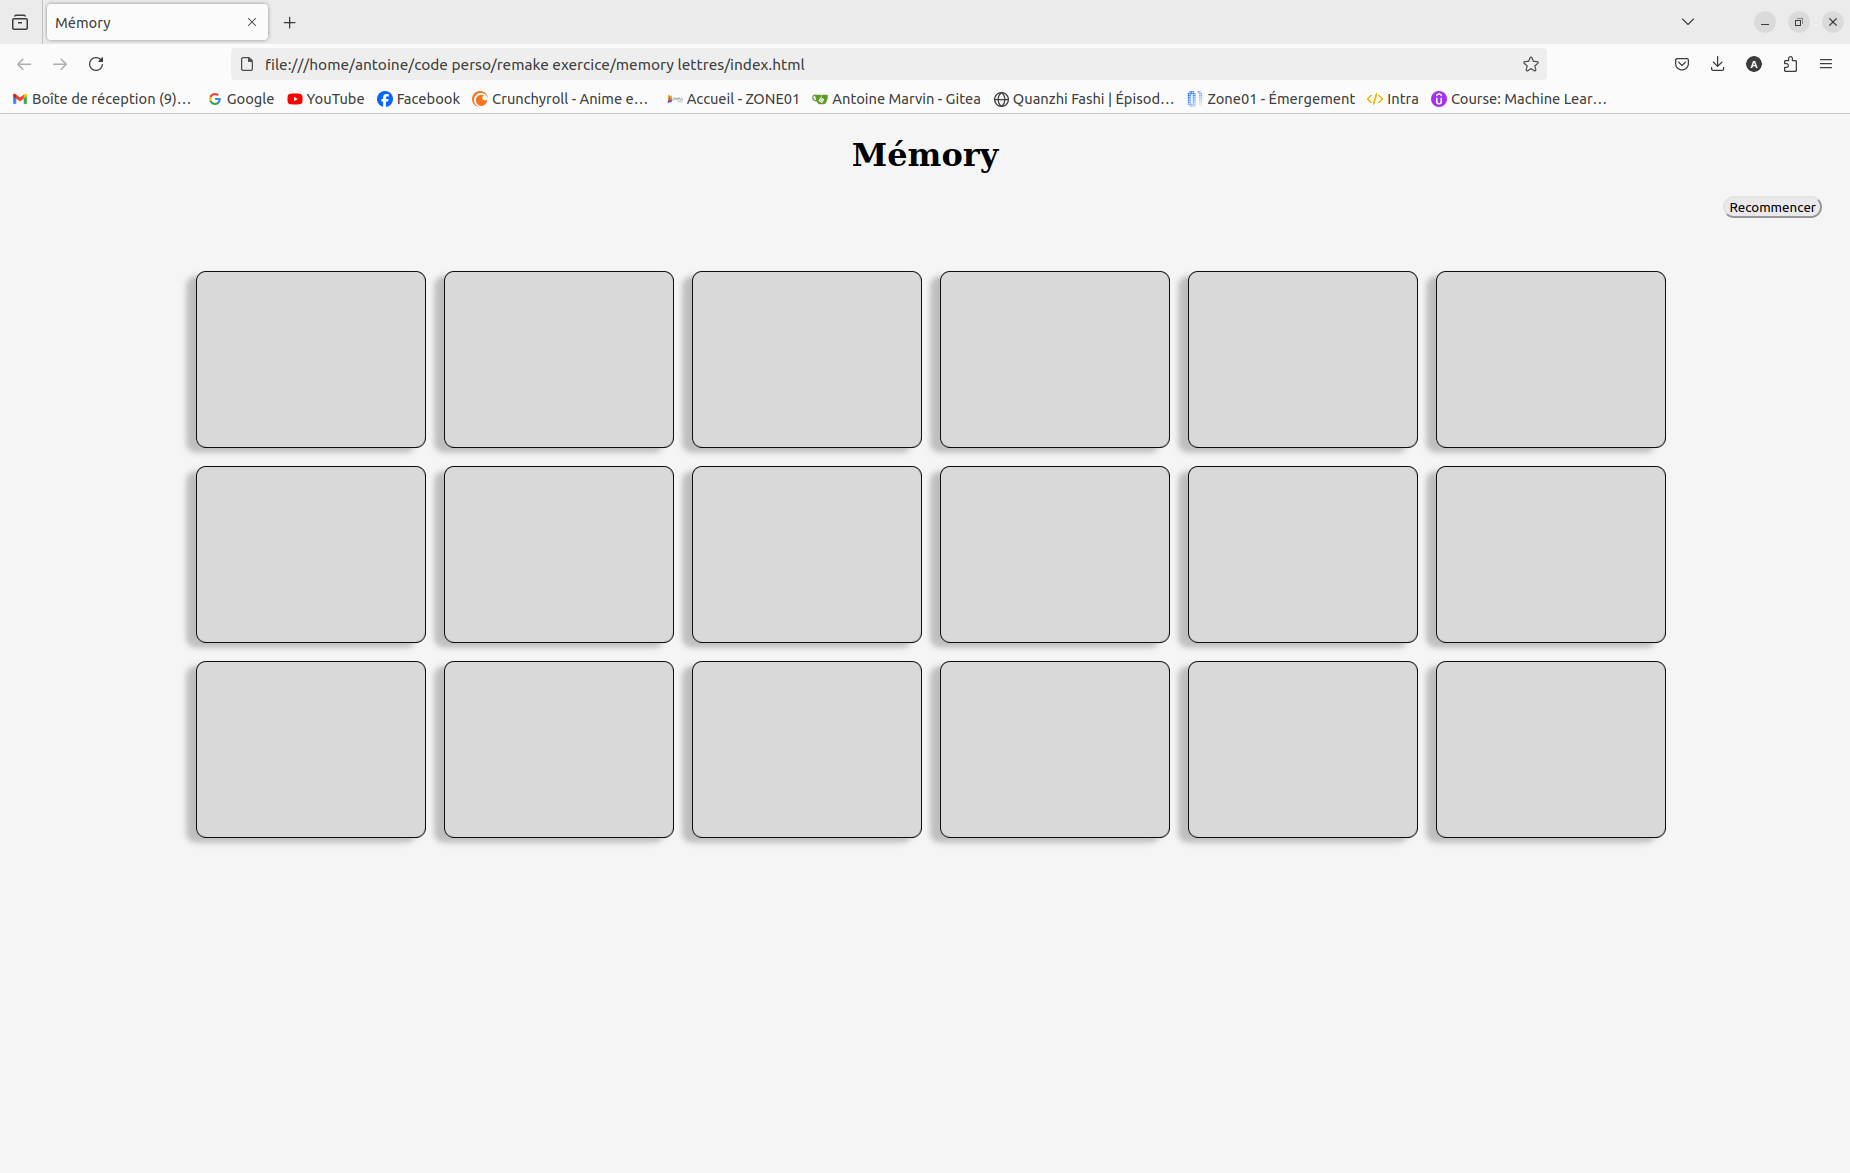 Mémory
file:///home/antoine/code perso/remake exercice/memory lettres/index.html
A
Boîte de réception (9)… Google YouTube Facebook Crunchyroll - Anime e… Accueil - ZONE01 Antoine Marvin - Gitea Quanzhi Fashi | Épisod… Zone01 - Émergement Intra Course: Machine Lear…
Mémory
Recommencer